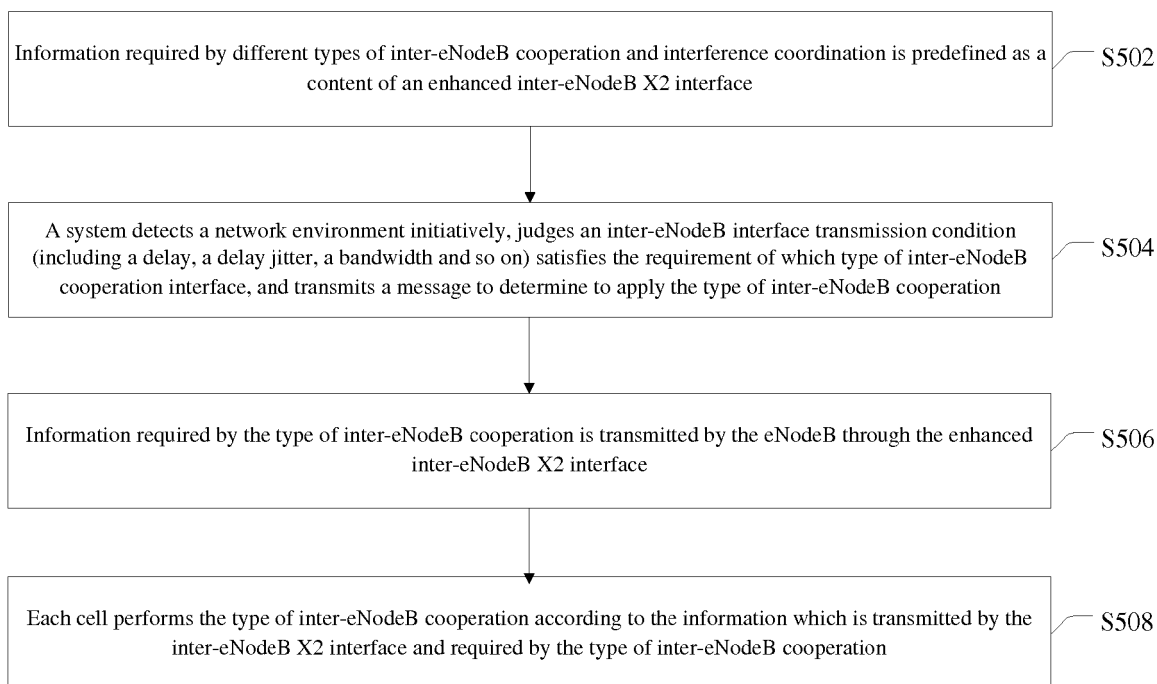 Information required by different types of inter-eNodeB cooperation and interference coordination is predefined as a
content of an enhanced inter-eNodeB X2 interface
S502
A system detects a network environment initiatively, judges an inter-eNodeB interface transmission condition
(including a delay, a delay jitter, a bandwidth and so on) satisfies the requirement of which type of inter-eNodeB
cooperation interface, and transmits a message to determine to apply the type of inter-eNodeB cooperation
S504
Information required by the type of inter-eNodeB cooperation is transmitted by the eNodeB through the enhanced
inter-eNodeB X2 interface
S506
Each cell performs the type of inter-eNodeB cooperation according to the information which is transmitted by the
inter-eNodeB X2 interface and required by the type of inter-eNodeB cooperation
S508